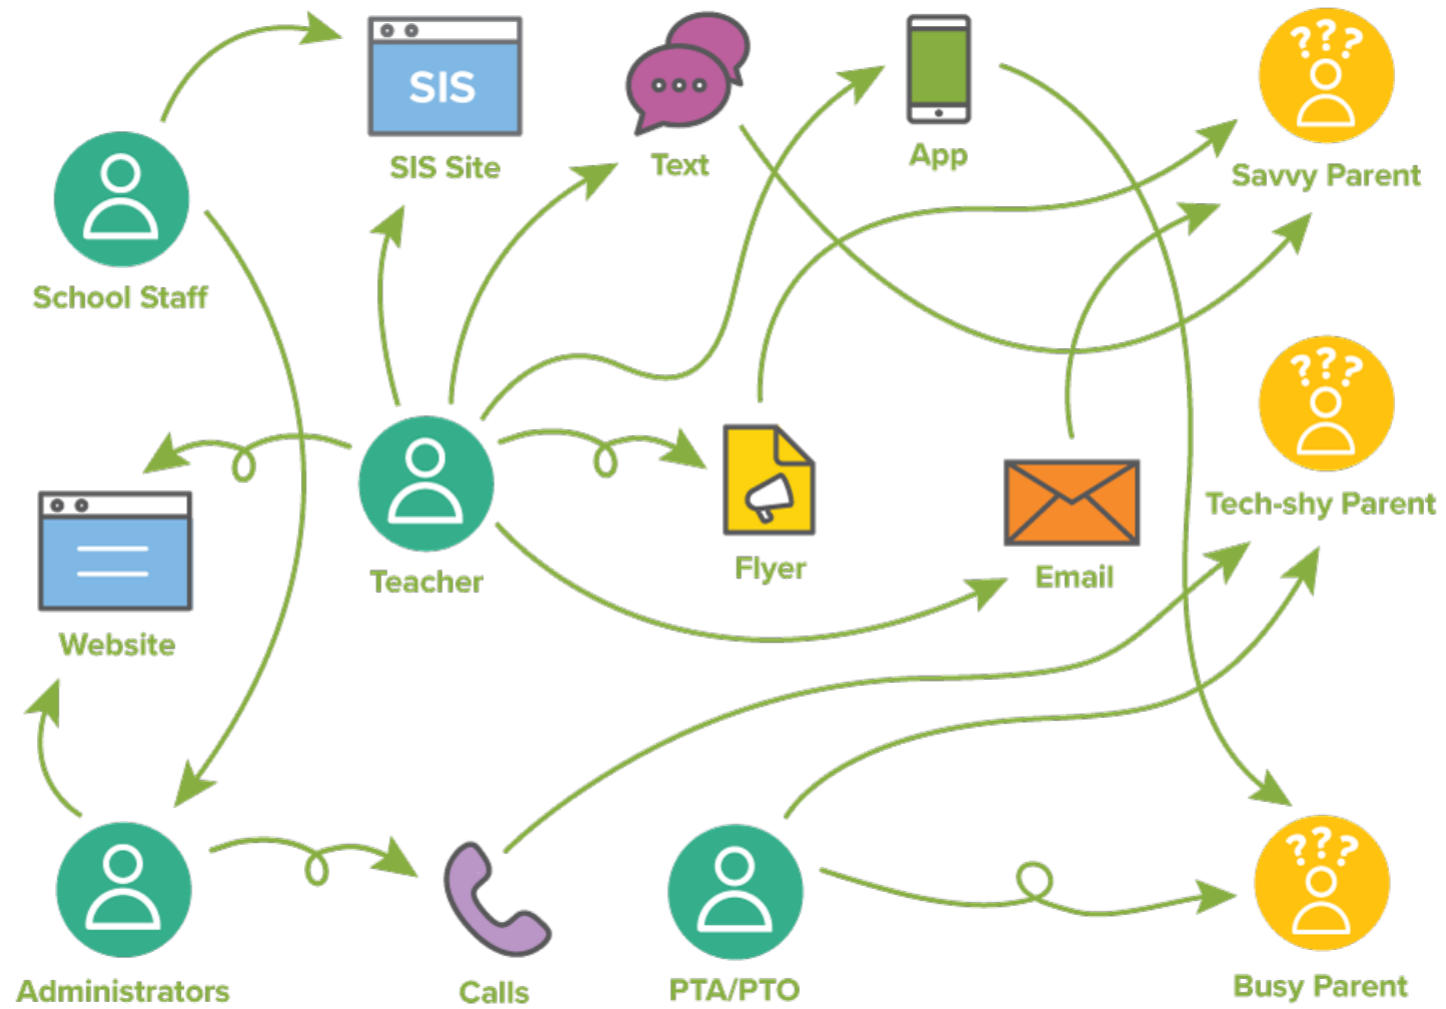 SIS
SIS Site
Text
App
???
Savvy Parent
School Staff
???
Tech-shy Parent
Teacher
Flyer
Email
Website
???
Administrators
Calls
PTA/PTO
Busy Parent